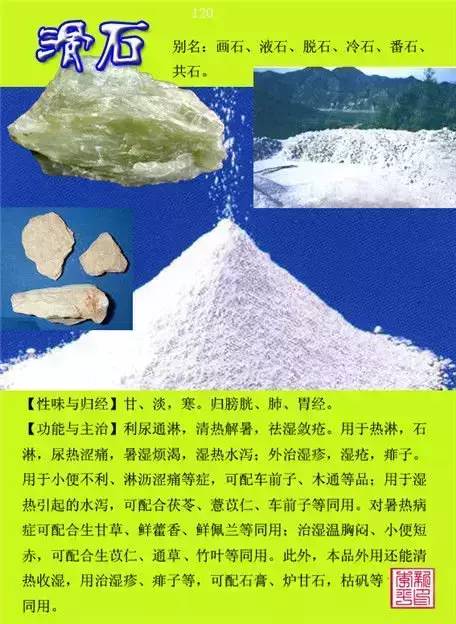 120
滑石
别名：画石、液石、脱石、冷石、番石、
共石。
【性味与归经】甘、淡，寒。归膀胱、肺、胃经。
【功能与主治】利尿通淋，清热解暑，祛湿敛疮。用于热淋，石
淋，尿热涩痛，暑湿烦渴，湿热水泻；外治湿疹，湿疮，痱子。
用于小便不利、淋沥涩痛等症，可配车前子、木通等品；用于湿
热引起的水泻，可配合茯苓、薏苡仁、车前子等同用。对暑热病
症可配合生甘草、鲜藿香、鲜佩兰等同用；治湿温胸闷、小便短
赤，可配合生苡仁、通草、竹叶等同用。此外，本品外用还能清
热收湿，用治湿疹、痱子等，可配石膏、炉甘石，枯矾等
同用。